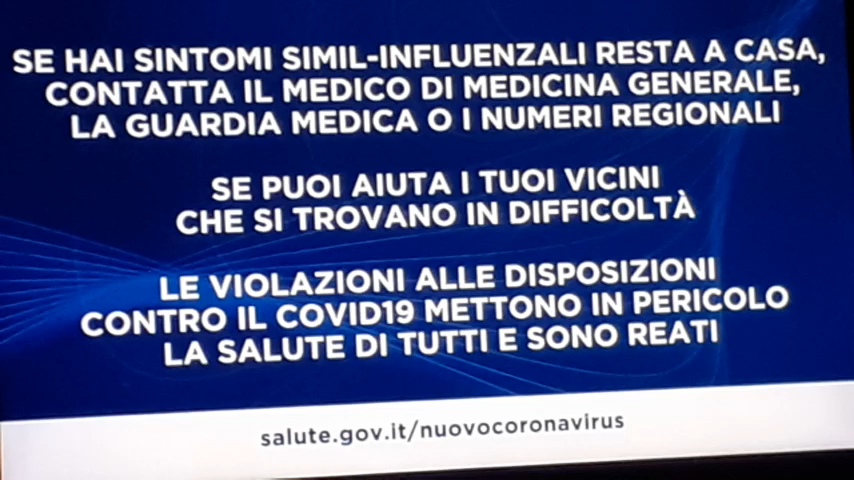 SE HAI SINTOMI SIMIL-INFLUENZALI RESTA A CASA,
CONTATTA IL MEDICO DI MEDICINA GENERALE,
LA GUARDIA MEDICA O I NUMERI REGIONALI
SE PUOI AIUTA I TUOI VICINI
CHE SI TROVANO IN DIFFICOLTÀ
LE VIOLAZIONI ALLE DISPOSIZIONI
CONTRO IL COVID19 METTONO IN PERICOLO
LA SALUTE DI TUTTI E SONO REATI
salute.gov.it/nuovocoronavirus